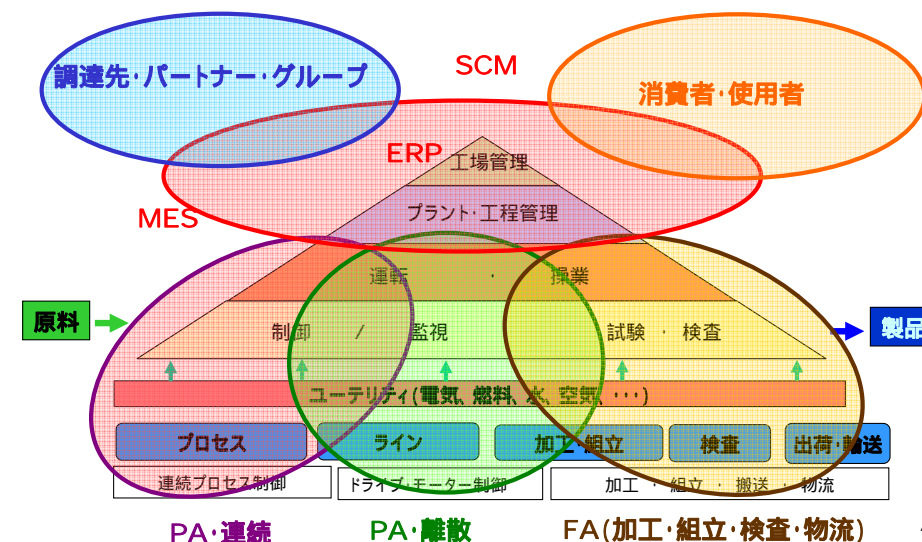 調達先・パートナー・グループ
SCM
消費者・使用者
ERP
工場管理
プラント・工程管理
MES
運転 ・ 操業
原料
制御 / 監視
試験 ・ 検査
製品
ユーテリティ(電気、燃料、水、空気、・・・)
プロセス
ライン
加工・組立
検査
出荷・輸送
連続プロセス制御
ドライブ・モーター制御
加工 ・ 組立 ・ 搬送 ・ 物流
PA・連続
PA・離散
FA(加工・組立・検査・物流)